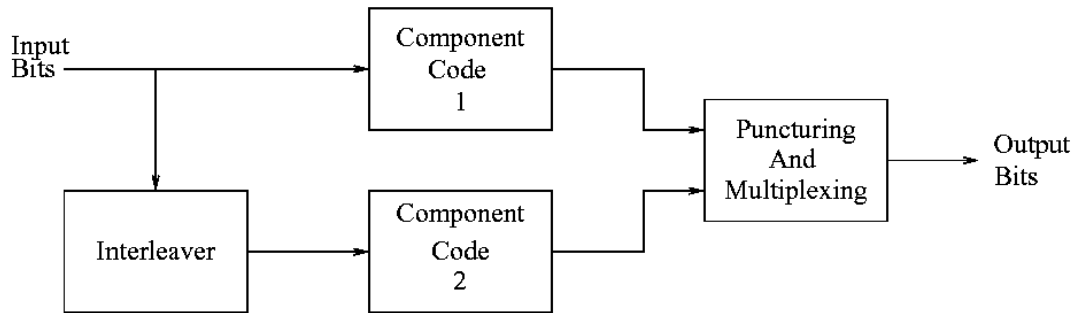 Input
Bits
Component
Code
1
Puncturing
And
Multiplexing
Output
Bits
Interleaver
Component
Code
2